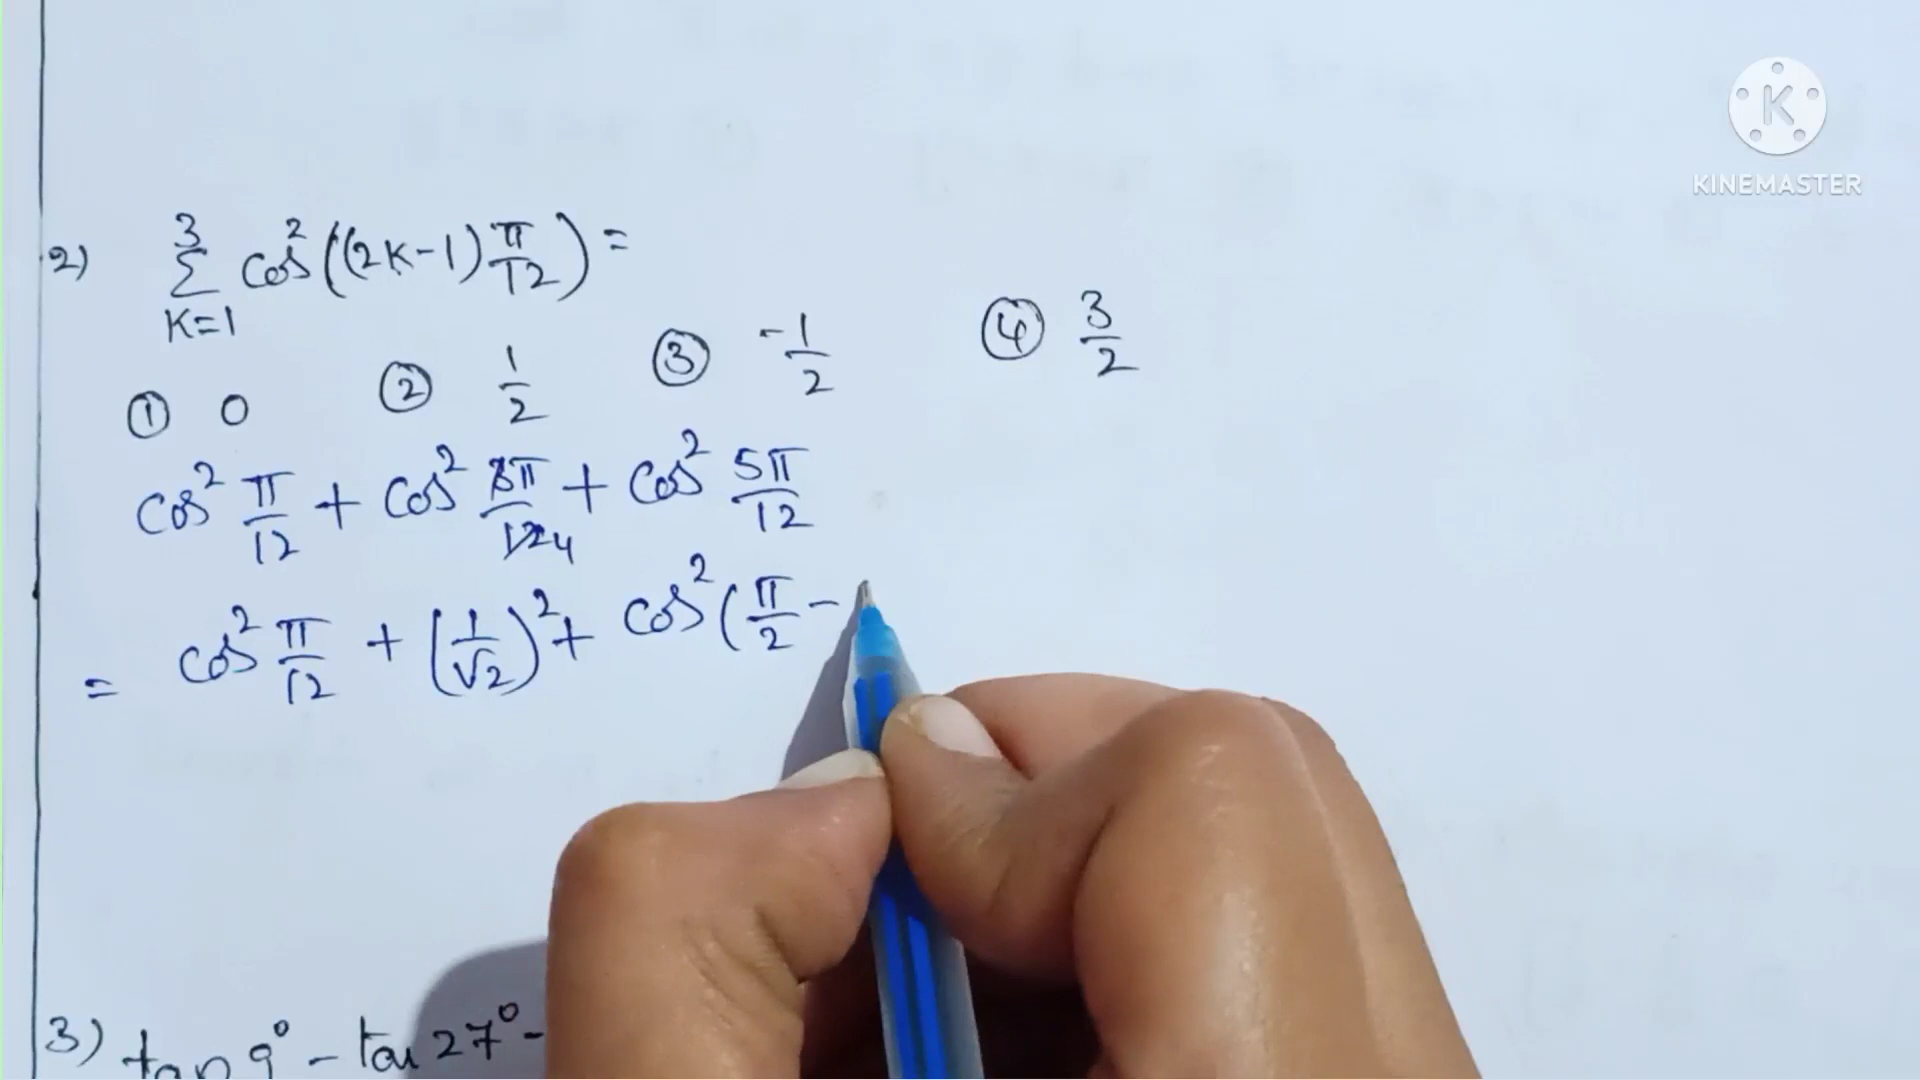 K
KINEMASTER
2) 3 Σ K=1 cos²((2K-1) π/12) =
① 0 ② 1/2 ③ -1/2 ④ 3/2
cos² π/12 + cos² 3π/12 4 + cos² 5π/12
= cos² π/12 + (1/√2)² + cos² (π/2 -
3) tan 9° - tan 27° -